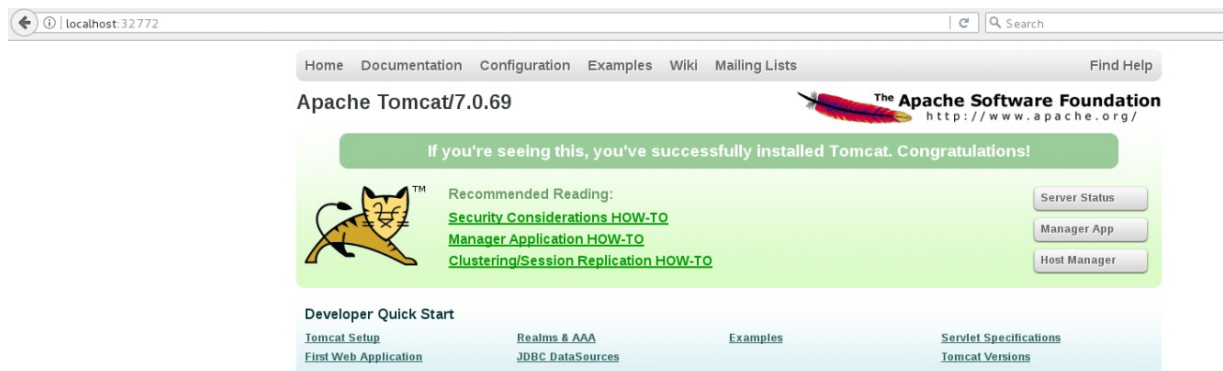 localhost:32772
Search
Home Documentation Configuration Examples Wiki Mailing Lists Find Help
Apache Tomcat/7.0.69
The Apache Software Foundation
http://www.apache.org/
If you're seeing this, you've successfully installed Tomcat. Congratulations!
TM
Recommended Reading:
Security Considerations HOW-TO
Manager Application HOW-TO
Clustering/Session Replication HOW-TO
Server Status
Manager App
Host Manager
Developer Quick Start
Tomcat Setup Realms & AAA Examples Servlet Specifications
First Web Application JDBC DataSources Tomcat Versions